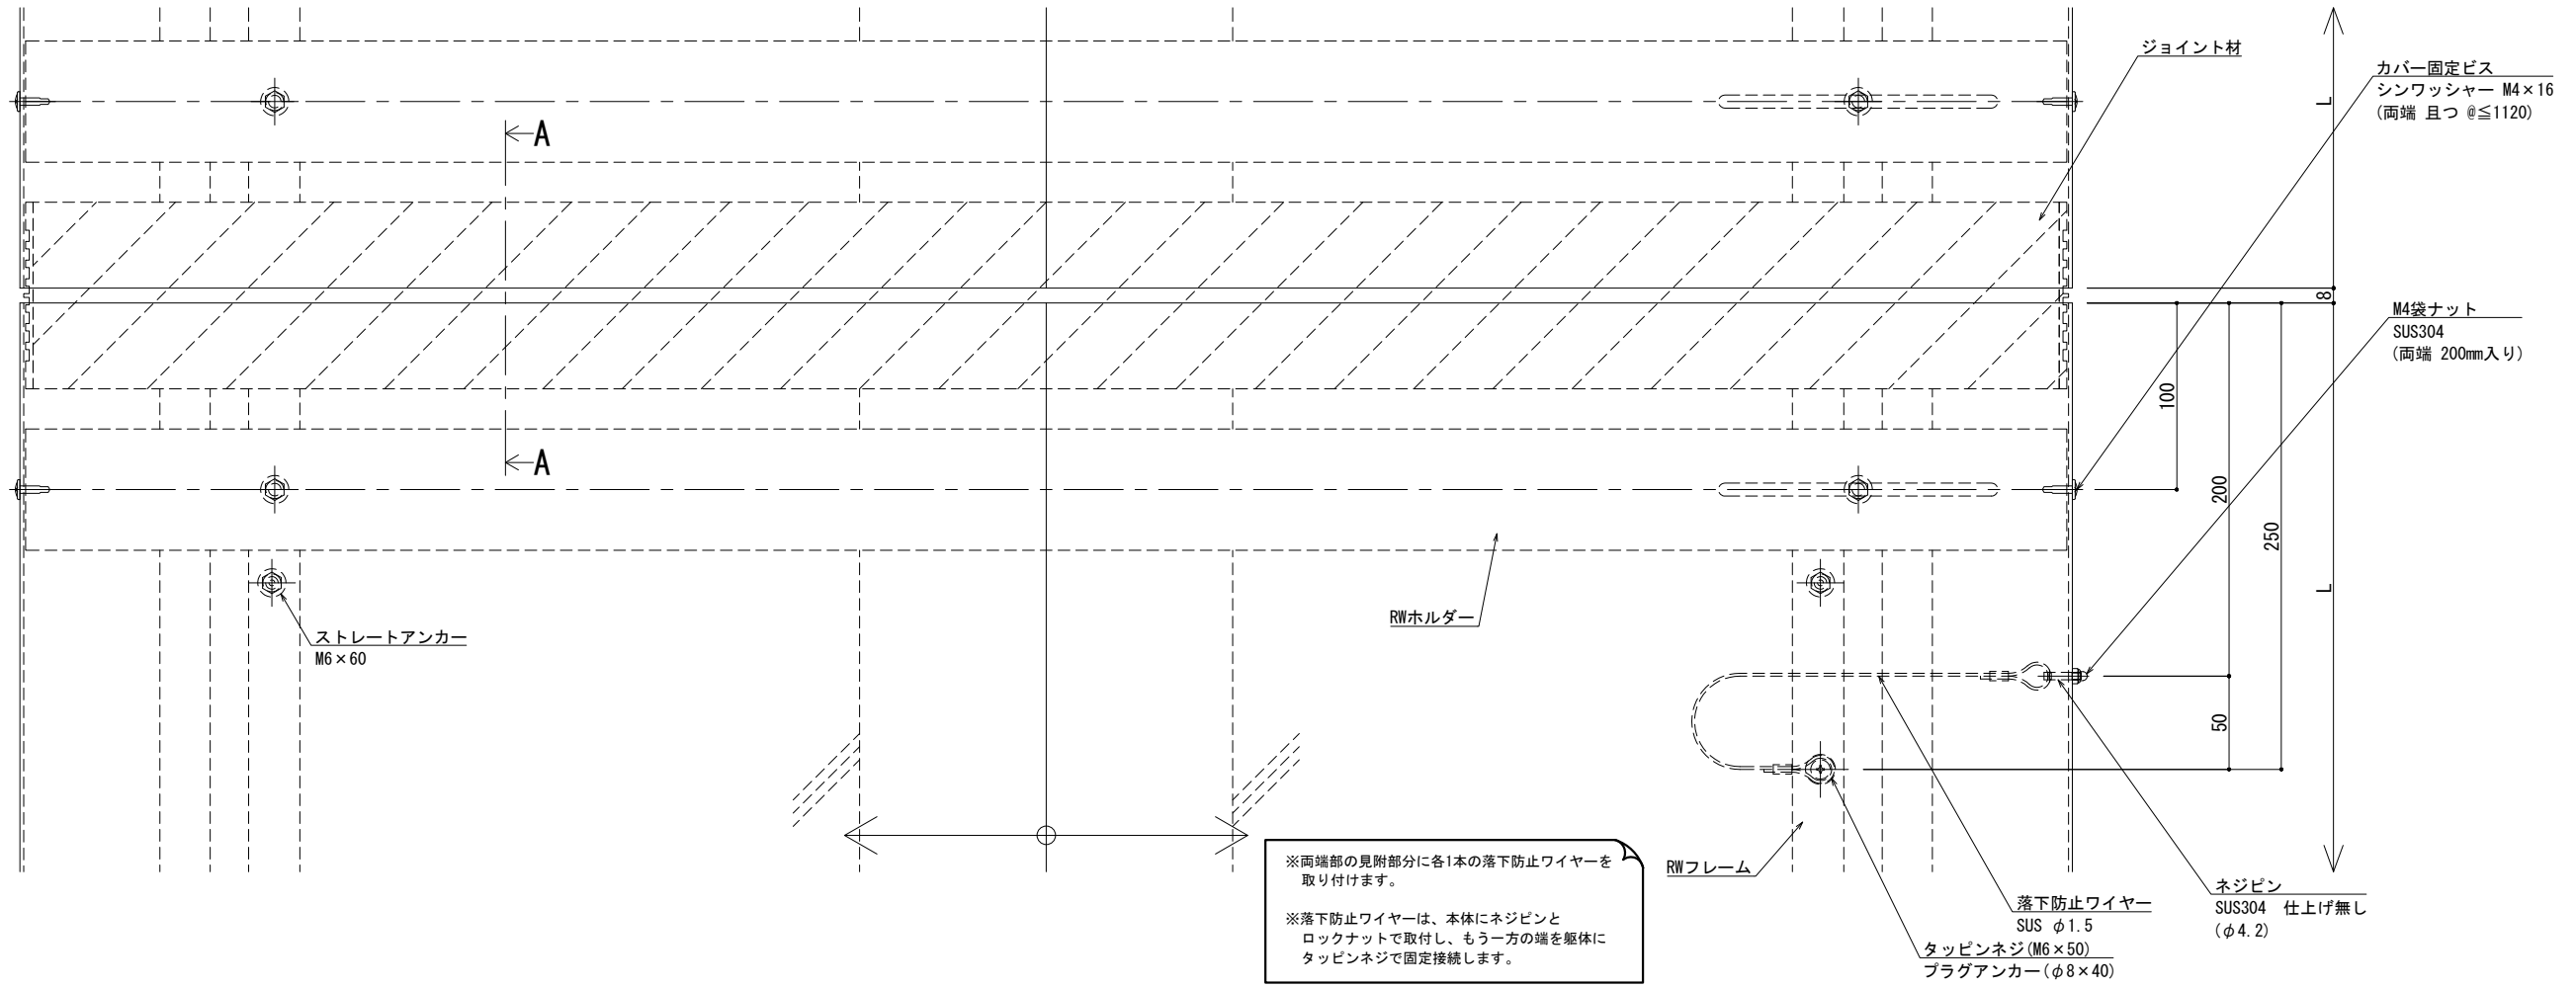 ジョイント材
カバー固定ビス
シンワッシャー M4×16
(両端 且つ @≦1120)
L
A
8
M4袋ナット
SUS304
(両端 200mm入り)
100
A
200
250
L
RWホルダー
ストレートアンカー
M6×60
50
※両端部の見附部分に各1本の落下防止ワイヤーを
取り付けます。
※落下防止ワイヤーは、本体にネジピンと
ロックナットで取付し、もう一方の端を躯体に
タッピンネジで固定接続します。
RWフレーム
ネジピン
SUS304 仕上げ無し
(φ4.2)
落下防止ワイヤー
SUS φ1.5
タッピンネジ(M6×50)
プラグアンカー(φ8×40)